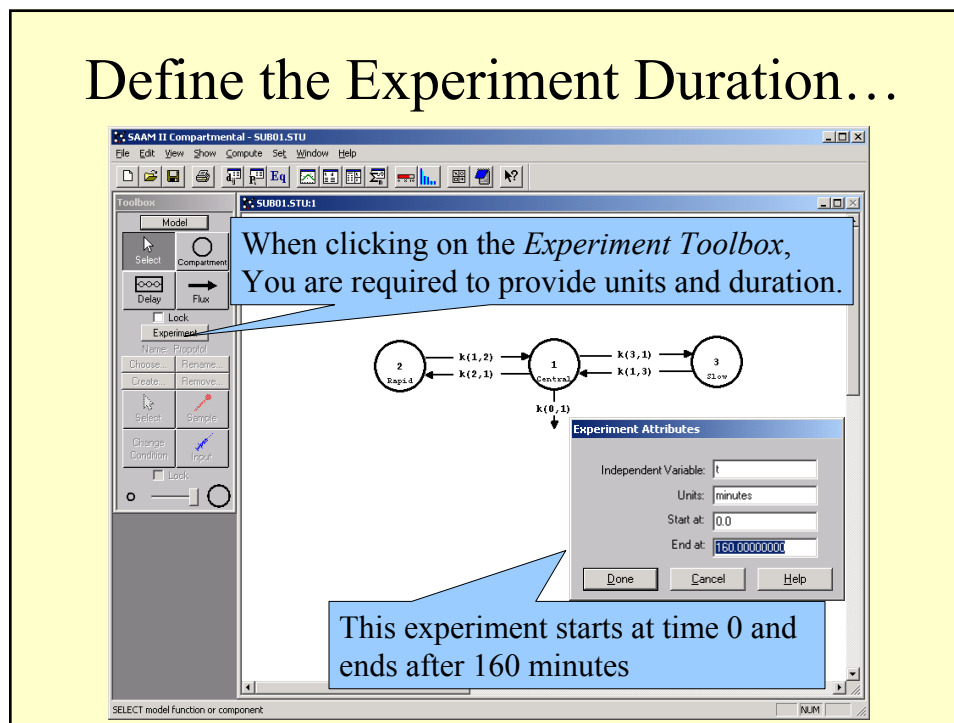 Define the Experiment Duration…
SAAM II Compartmental - SUB01.STU
File Edit View Show Compute Set Window Help
Eq
Toolbox
SUB01.STU:1
Model
Select
Compartment
Delay
Flux
Lock
Experiment
Name: Propofol
Choose...
Rename...
Create...
Remove...
Select
Sample
Change Condition
Input
Lock
When clicking on the Experiment Toolbox,
You are required to provide units and duration.
2
Rapid
k(1,2)
k(2,1)
1
Central
k(3,1)
k(1,3)
3
Slow
k(0,1)
Experiment Attributes
Independent Variable: t
Units: minutes
Start at: 0.0
End at: 160.00000000
Done
Cancel
Help
This experiment starts at time 0 and
ends after 160 minutes
SELECT model function or component
NUM